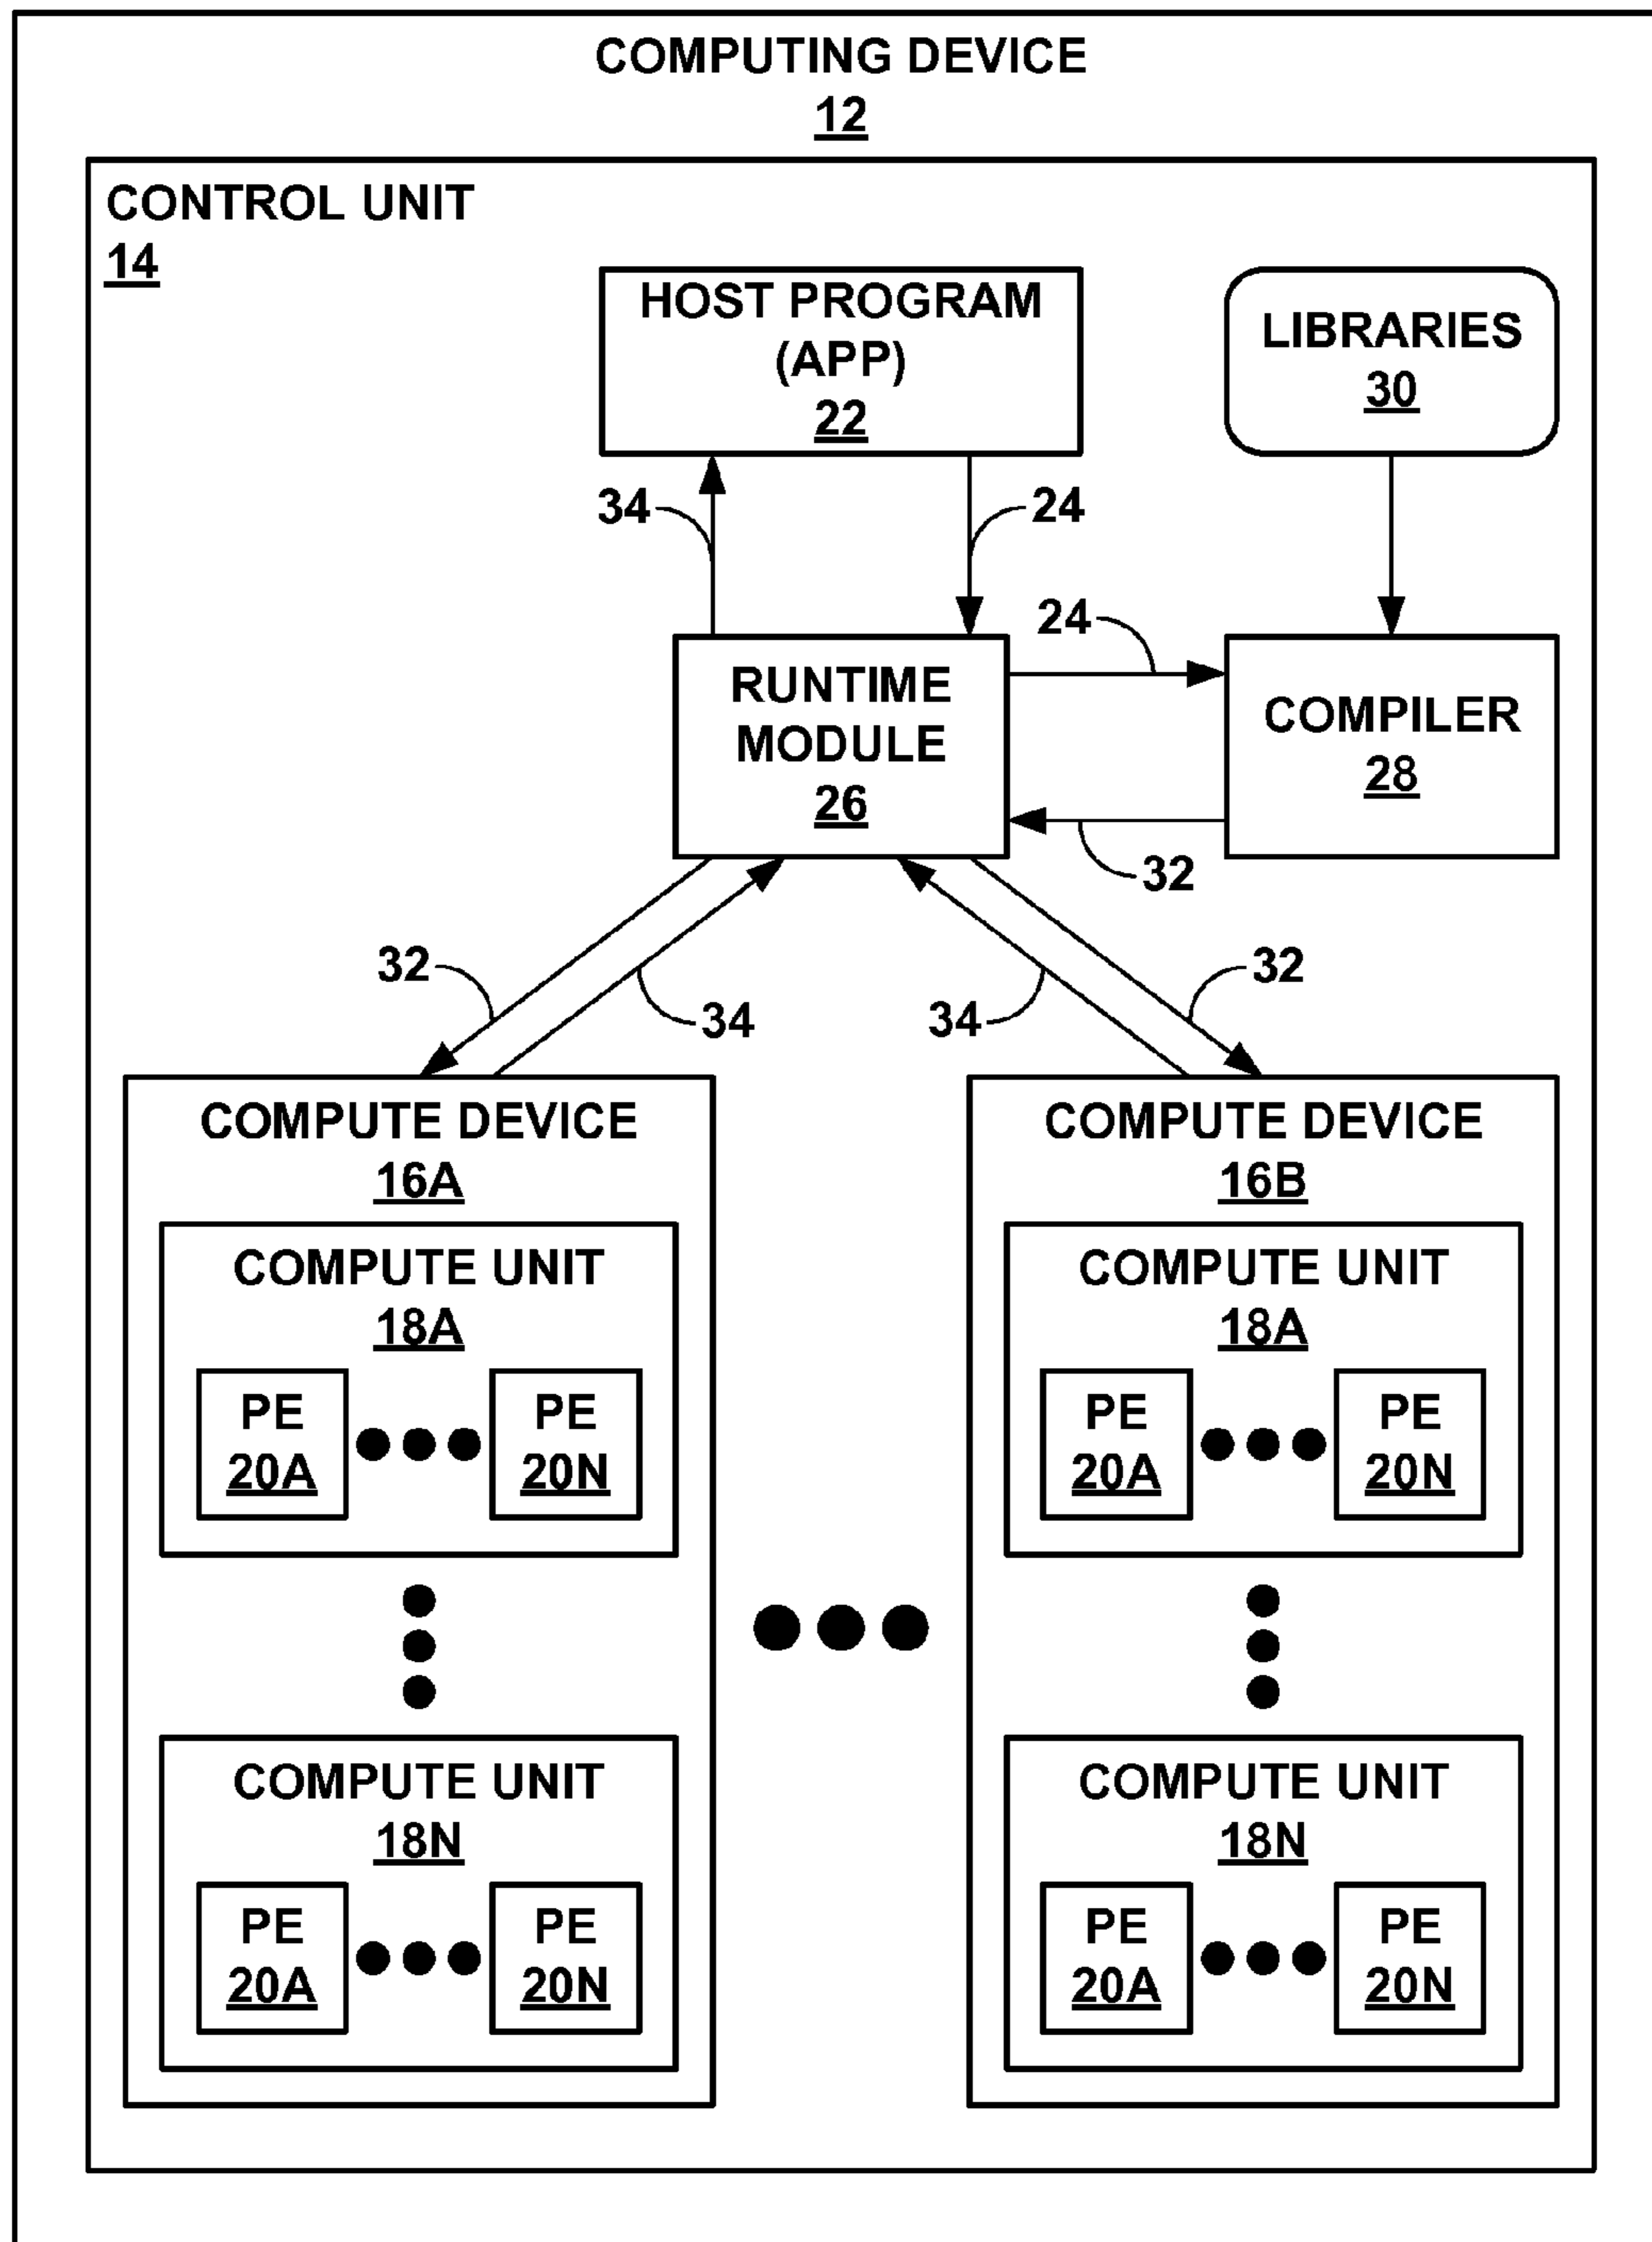 COMPUTING DEVICE
12
CONTROL UNIT
14
HOST PROGRAM
(APP)
22
LIBRARIES
30
34
24
24
RUNTIME
MODULE
26
COMPILER
28
32
32
34
34
32
COMPUTE DEVICE
16A
COMPUTE UNIT
18A
PE
20A
PE
20N
COMPUTE UNIT
18N
PE
20A
PE
20N
COMPUTE DEVICE
16B
COMPUTE UNIT
18A
PE
20A
PE
20N
COMPUTE UNIT
18N
PE
20A
PE
20N